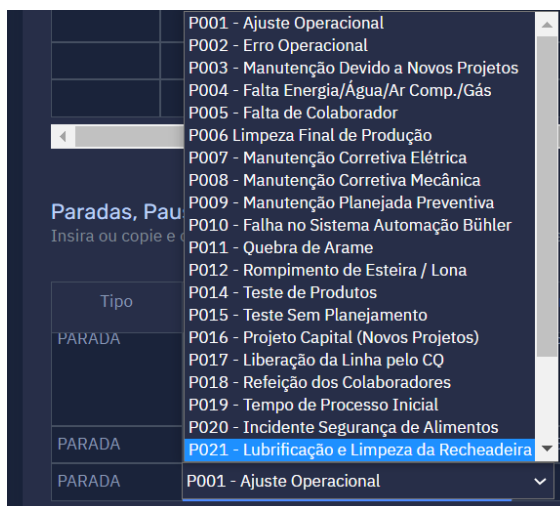 P001 - Ajuste Operacional
P002 - Erro Operacional
P003 - Manutenção Devido a Novos Projetos
P004 - Falta Energia/Água/Ar Comp./Gás
P005 - Falta de Colaborador
P006 Limpeza Final de Produção
P007 - Manutenção Corretiva Elétrica
P008 - Manutenção Corretiva Mecânica
P009 - Manutenção Planejada Preventiva
P010 - Falha no Sistema Automação Bühler
P011 - Quebra de Arame
P012 - Rompimento de Esteira / Lona
P014 - Teste de Produtos
P015 - Teste Sem Planejamento
P016 - Projeto Capital (Novos Projetos)
P017 - Liberação da Linha pelo CQ
P018 - Refeição dos Colaboradores
P019 - Tempo de Processo Inicial
P020 - Incidente Segurança de Alimentos
P021 - Lubrificação e Limpeza da Recheadeira
Paradas, Pau
Insira ou copie e
Tipo
PARADA
PARADA
PARADA
P001 - Ajuste Operacional